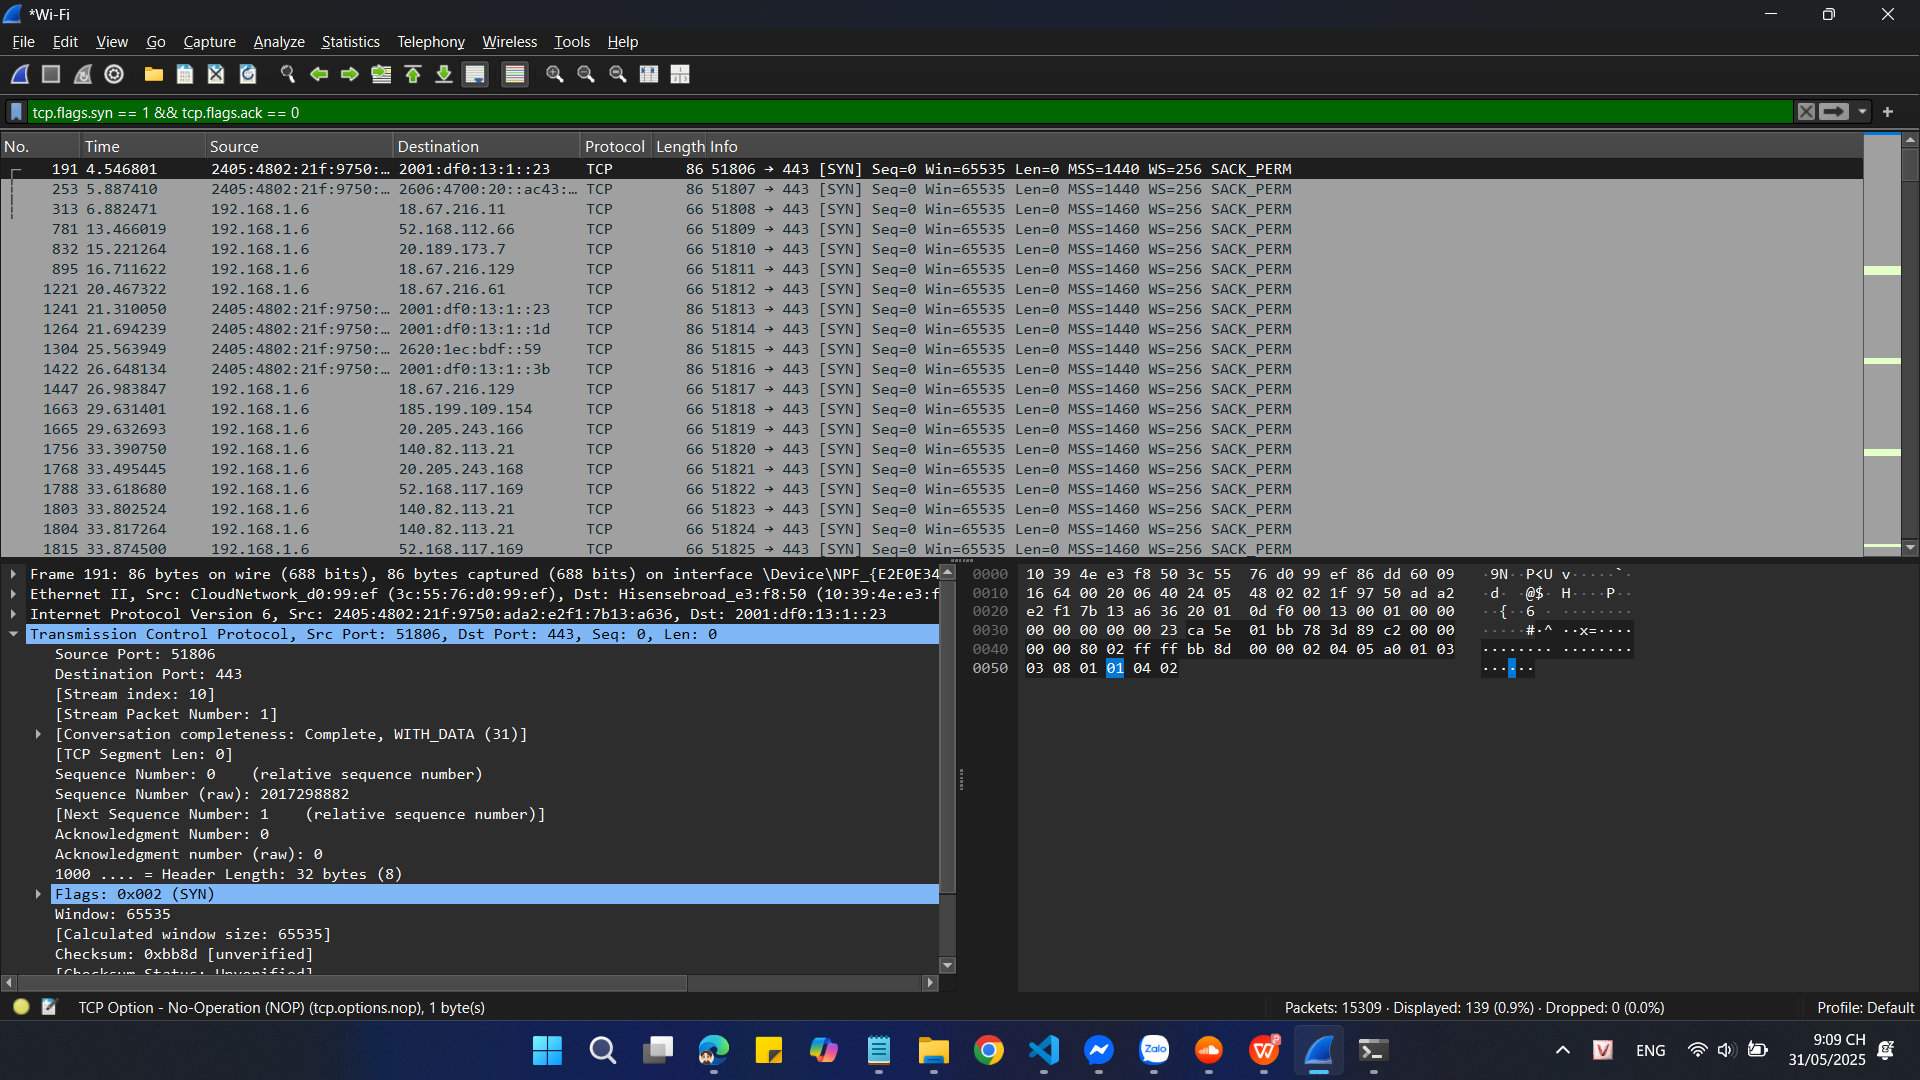 *Wi-Fi
File Edit View Go Capture Analyze Statistics Telephony Wireless Tools Help
tcp.flags.syn == 1 && tcp.flags.ack == 0
No. Time Source Destination Protocol Length Info
191 4.546801 2405:4802:21f:9750:… 2001:df0:13:1::23 TCP 86 51806 → 443 [SYN] Seq=0 Win=65535 Len=0 MSS=1440 WS=256 SACK_PERM
253 5.887410 2405:4802:21f:9750:… 2606:4700:20::ac43:… TCP 86 51807 → 443 [SYN] Seq=0 Win=65535 Len=0 MSS=1440 WS=256 SACK_PERM
313 6.882471 192.168.1.6 18.67.216.11 TCP 66 51808 → 443 [SYN] Seq=0 Win=65535 Len=0 MSS=1460 WS=256 SACK_PERM
781 13.466019 192.168.1.6 52.168.112.66 TCP 66 51809 → 443 [SYN] Seq=0 Win=65535 Len=0 MSS=1460 WS=256 SACK_PERM
832 15.221264 192.168.1.6 20.189.173.7 TCP 66 51810 → 443 [SYN] Seq=0 Win=65535 Len=0 MSS=1460 WS=256 SACK_PERM
895 16.711622 192.168.1.6 18.67.216.129 TCP 66 51811 → 443 [SYN] Seq=0 Win=65535 Len=0 MSS=1460 WS=256 SACK_PERM
1221 20.467322 192.168.1.6 18.67.216.61 TCP 66 51812 → 443 [SYN] Seq=0 Win=65535 Len=0 MSS=1460 WS=256 SACK_PERM
1241 21.310050 2405:4802:21f:9750:… 2001:df0:13:1::23 TCP 86 51813 → 443 [SYN] Seq=0 Win=65535 Len=0 MSS=1440 WS=256 SACK_PERM
1264 21.694239 2405:4802:21f:9750:… 2001:df0:13:1::1d TCP 86 51814 → 443 [SYN] Seq=0 Win=65535 Len=0 MSS=1440 WS=256 SACK_PERM
1304 25.563949 2405:4802:21f:9750:… 2620:1ec:bdf::59 TCP 86 51815 → 443 [SYN] Seq=0 Win=65535 Len=0 MSS=1440 WS=256 SACK_PERM
1422 26.648134 2405:4802:21f:9750:… 2001:df0:13:1::3b TCP 86 51816 → 443 [SYN] Seq=0 Win=65535 Len=0 MSS=1440 WS=256 SACK_PERM
1447 26.983847 192.168.1.6 18.67.216.129 TCP 66 51817 → 443 [SYN] Seq=0 Win=65535 Len=0 MSS=1460 WS=256 SACK_PERM
1663 29.631401 192.168.1.6 185.199.109.154 TCP 66 51818 → 443 [SYN] Seq=0 Win=65535 Len=0 MSS=1460 WS=256 SACK_PERM
1665 29.632693 192.168.1.6 20.205.243.166 TCP 66 51819 → 443 [SYN] Seq=0 Win=65535 Len=0 MSS=1460 WS=256 SACK_PERM
1756 33.390750 192.168.1.6 140.82.113.21 TCP 66 51820 → 443 [SYN] Seq=0 Win=65535 Len=0 MSS=1460 WS=256 SACK_PERM
1768 33.495445 192.168.1.6 20.205.243.168 TCP 66 51821 → 443 [SYN] Seq=0 Win=65535 Len=0 MSS=1460 WS=256 SACK_PERM
1788 33.618680 192.168.1.6 52.168.117.169 TCP 66 51822 → 443 [SYN] Seq=0 Win=65535 Len=0 MSS=1460 WS=256 SACK_PERM
1803 33.802524 192.168.1.6 140.82.113.21 TCP 66 51823 → 443 [SYN] Seq=0 Win=65535 Len=0 MSS=1460 WS=256 SACK_PERM
1804 33.817264 192.168.1.6 140.82.113.21 TCP 66 51824 → 443 [SYN] Seq=0 Win=65535 Len=0 MSS=1460 WS=256 SACK_PERM
1815 33.874500 192.168.1.6 52.168.117.169 TCP 66 51825 → 443 [SYN] Seq=0 Win=65535 Len=0 MSS=1460 WS=256 SACK_PERM
Frame 191: 86 bytes on wire (688 bits), 86 bytes captured (688 bits) on interface \Device\NPF_{E2E0E34
Ethernet II, Src: CloudNetwork_d0:99:ef (3c:55:76:d0:99:ef), Dst: Hisensebroad_e3:f8:50 (10:39:4e:e3:f
Internet Protocol Version 6, Src: 2405:4802:21f:9750:ada2:e2f1:7b13:a636, Dst: 2001:df0:13:1::23
Transmission Control Protocol, Src Port: 51806, Dst Port: 443, Seq: 0, Len: 0
Source Port: 51806
Destination Port: 443
[Stream index: 10]
[Stream Packet Number: 1]
[Conversation completeness: Complete, WITH_DATA (31)]
[TCP Segment Len: 0]
Sequence Number: 0 (relative sequence number)
Sequence Number (raw): 2017298882
[Next Sequence Number: 1 (relative sequence number)]
Acknowledgment Number: 0
Acknowledgment number (raw): 0
1000 .... = Header Length: 32 bytes (8)
Flags: 0x002 (SYN)
Window: 65535
[Calculated window size: 65535]
Checksum: 0xbb8d [unverified]
[Checksum Status: Unverified]
0000 10 39 4e e3 f8 50 3c 55 76 d0 99 ef 86 dd 60 09 ·9N··P<U v·····`·
0010 16 64 00 20 06 40 24 05 48 02 02 1f 97 50 ad a2 ·d· ·@$· H····P··
0020 e2 f1 7b 13 a6 36 20 01 0d f0 00 13 00 01 00 00 ··{··6 · ········
0030 00 00 00 00 00 23 ca 5e 01 bb 78 3d 89 c2 00 00 ·····#·^ ··x=····
0040 00 00 80 02 ff ff bb 8d 00 00 02 04 05 a0 01 03 ········ ········
0050 03 08 01 01 04 02 ······
TCP Option - No-Operation (NOP) (tcp.options.nop), 1 byte(s)
Packets: 15309 · Displayed: 139 (0.9%) · Dropped: 0 (0.0%)
Profile: Default
Zalo
V
ENG
9:09 CH
31/05/2025